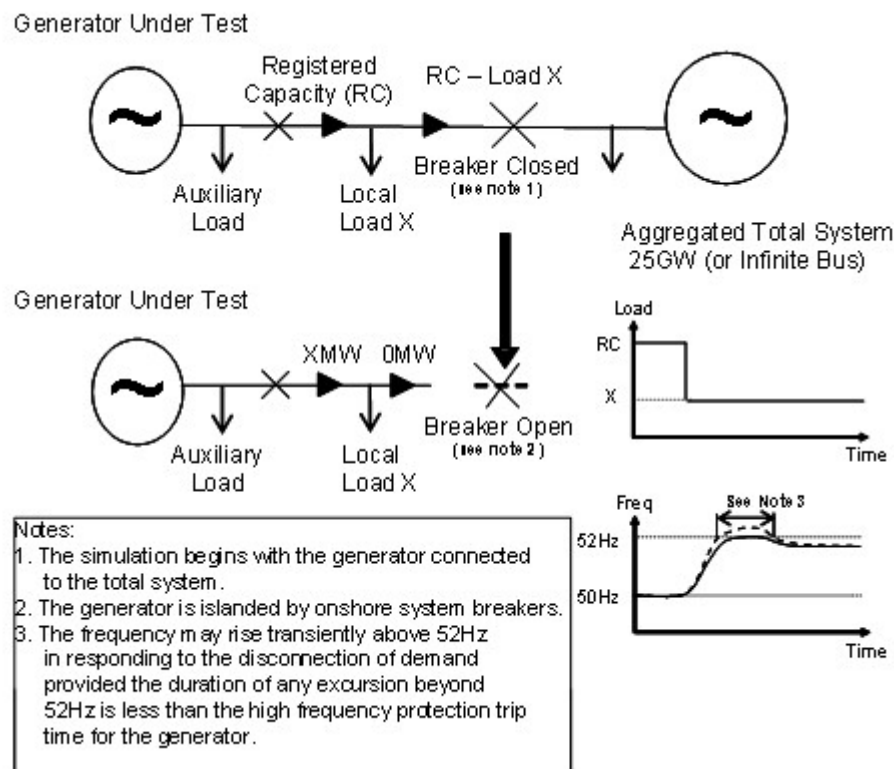 Generator Under Test
Registered
Capacity (RC)
RC – Load X
Auxiliary
Load
Local
Load X
Breaker Closed
(see note 1)
Aggregated Total System
25GW (or Infinite Bus)
Generator Under Test
XMW 0MW
Auxiliary
Load
Local
Load X
Breaker Open
(see note 2)
Load
RC
X
Time
Freq
See Note 3
52Hz
50Hz
Time
Notes:
1. The simulation begins with the generator connected
to the total system.
2. The generator is islanded by onshore system breakers.
3. The frequency may rise transiently above 52Hz
in responding to the disconnection of demand
provided the duration of any excursion beyond
52Hz is less than the high frequency protection trip
time for the generator.